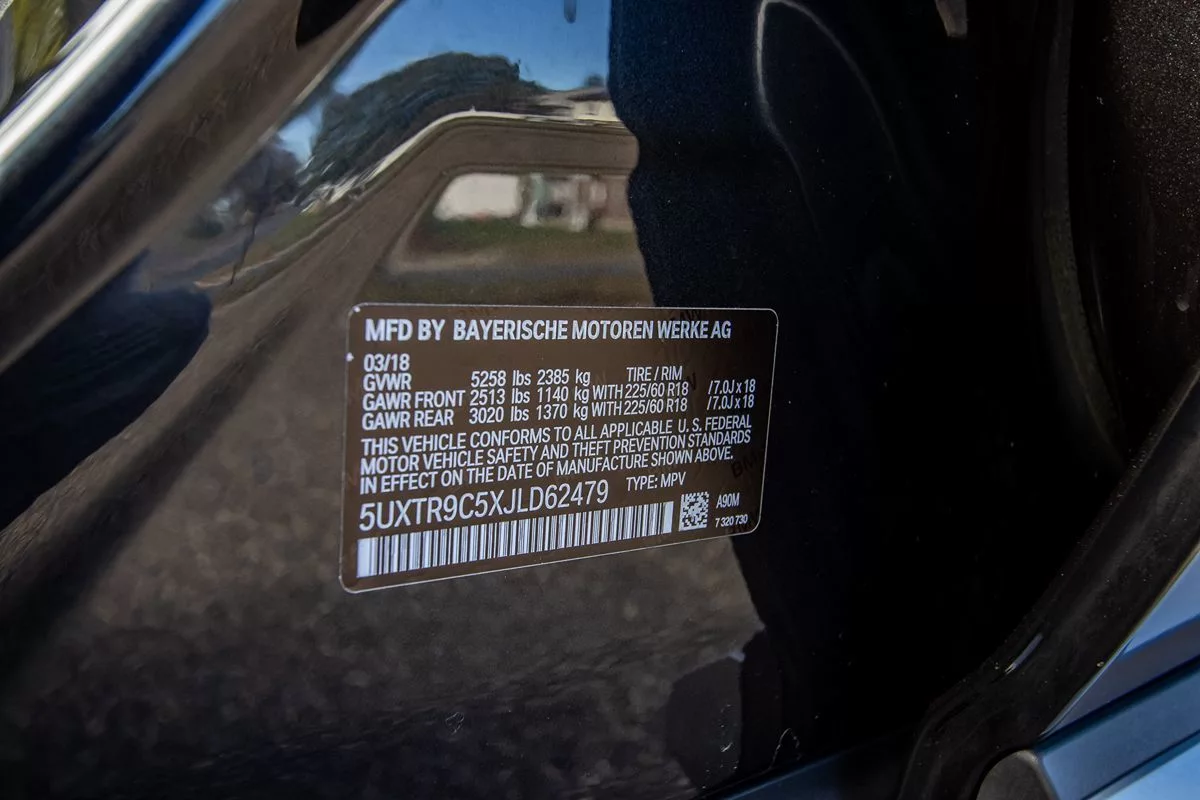 MFD BY BAYERISCHE MOTOREN WERKE AG
03/18
GVWR 5258 lbs 2385 kg TIRE / RIM
GAWR FRONT 2513 lbs 1140 kg WITH 225/60 R18 /7.0J x 18
GAWR REAR 3020 lbs 1370 kg WITH 225/60 R18 /7.0J x 18
THIS VEHICLE CONFORMS TO ALL APPLICABLE U. S. FEDERAL
MOTOR VEHICLE SAFETY AND THEFT PREVENTION STANDARDS
IN EFFECT ON THE DATE OF MANUFACTURE SHOWN ABOVE.
5UXTR9C5XJLD62479 TYPE: MPV
A90M
7 320 730